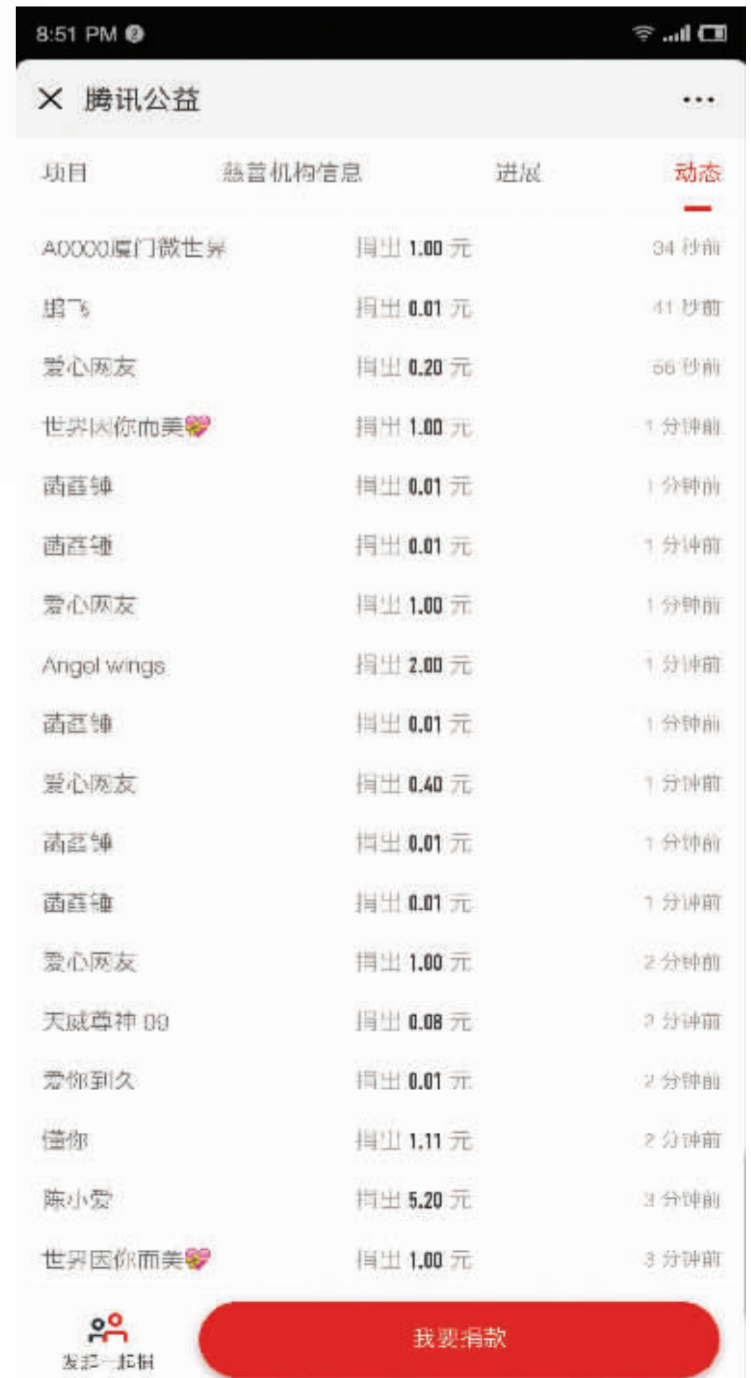 8:51 PM
腾讯公益
项目 慈善机构信息 进展 动态
A0000厦门微世界 捐出 1.00 元 34 秒前
鹏飞 捐出 0.01 元 41 秒前
爱心网友 捐出 0.20 元 56 秒前
世界因你而美💝 捐出 1.00 元 1 分钟前
捐出 0.01 元 1 分钟前
捐出 0.01 元 1 分钟前
爱心网友 捐出 1.00 元 1 分钟前
Angel wings 捐出 2.00 元 1 分钟前
捐出 0.01 元 1 分钟前
爱心网友 捐出 0.40 元 1 分钟前
捐出 0.01 元 1 分钟前
捐出 0.01 元 1 分钟前
爱心网友 捐出 1.00 元 2 分钟前
天威尊神 09 捐出 0.08 元 2 分钟前
爱你到久 捐出 0.01 元 2 分钟前
懂你 捐出 1.11 元 2 分钟前
陈小爱 捐出 5.20 元 3 分钟前
世界因你而美💝 捐出 1.00 元 3 分钟前
发起一起捐 我要捐款